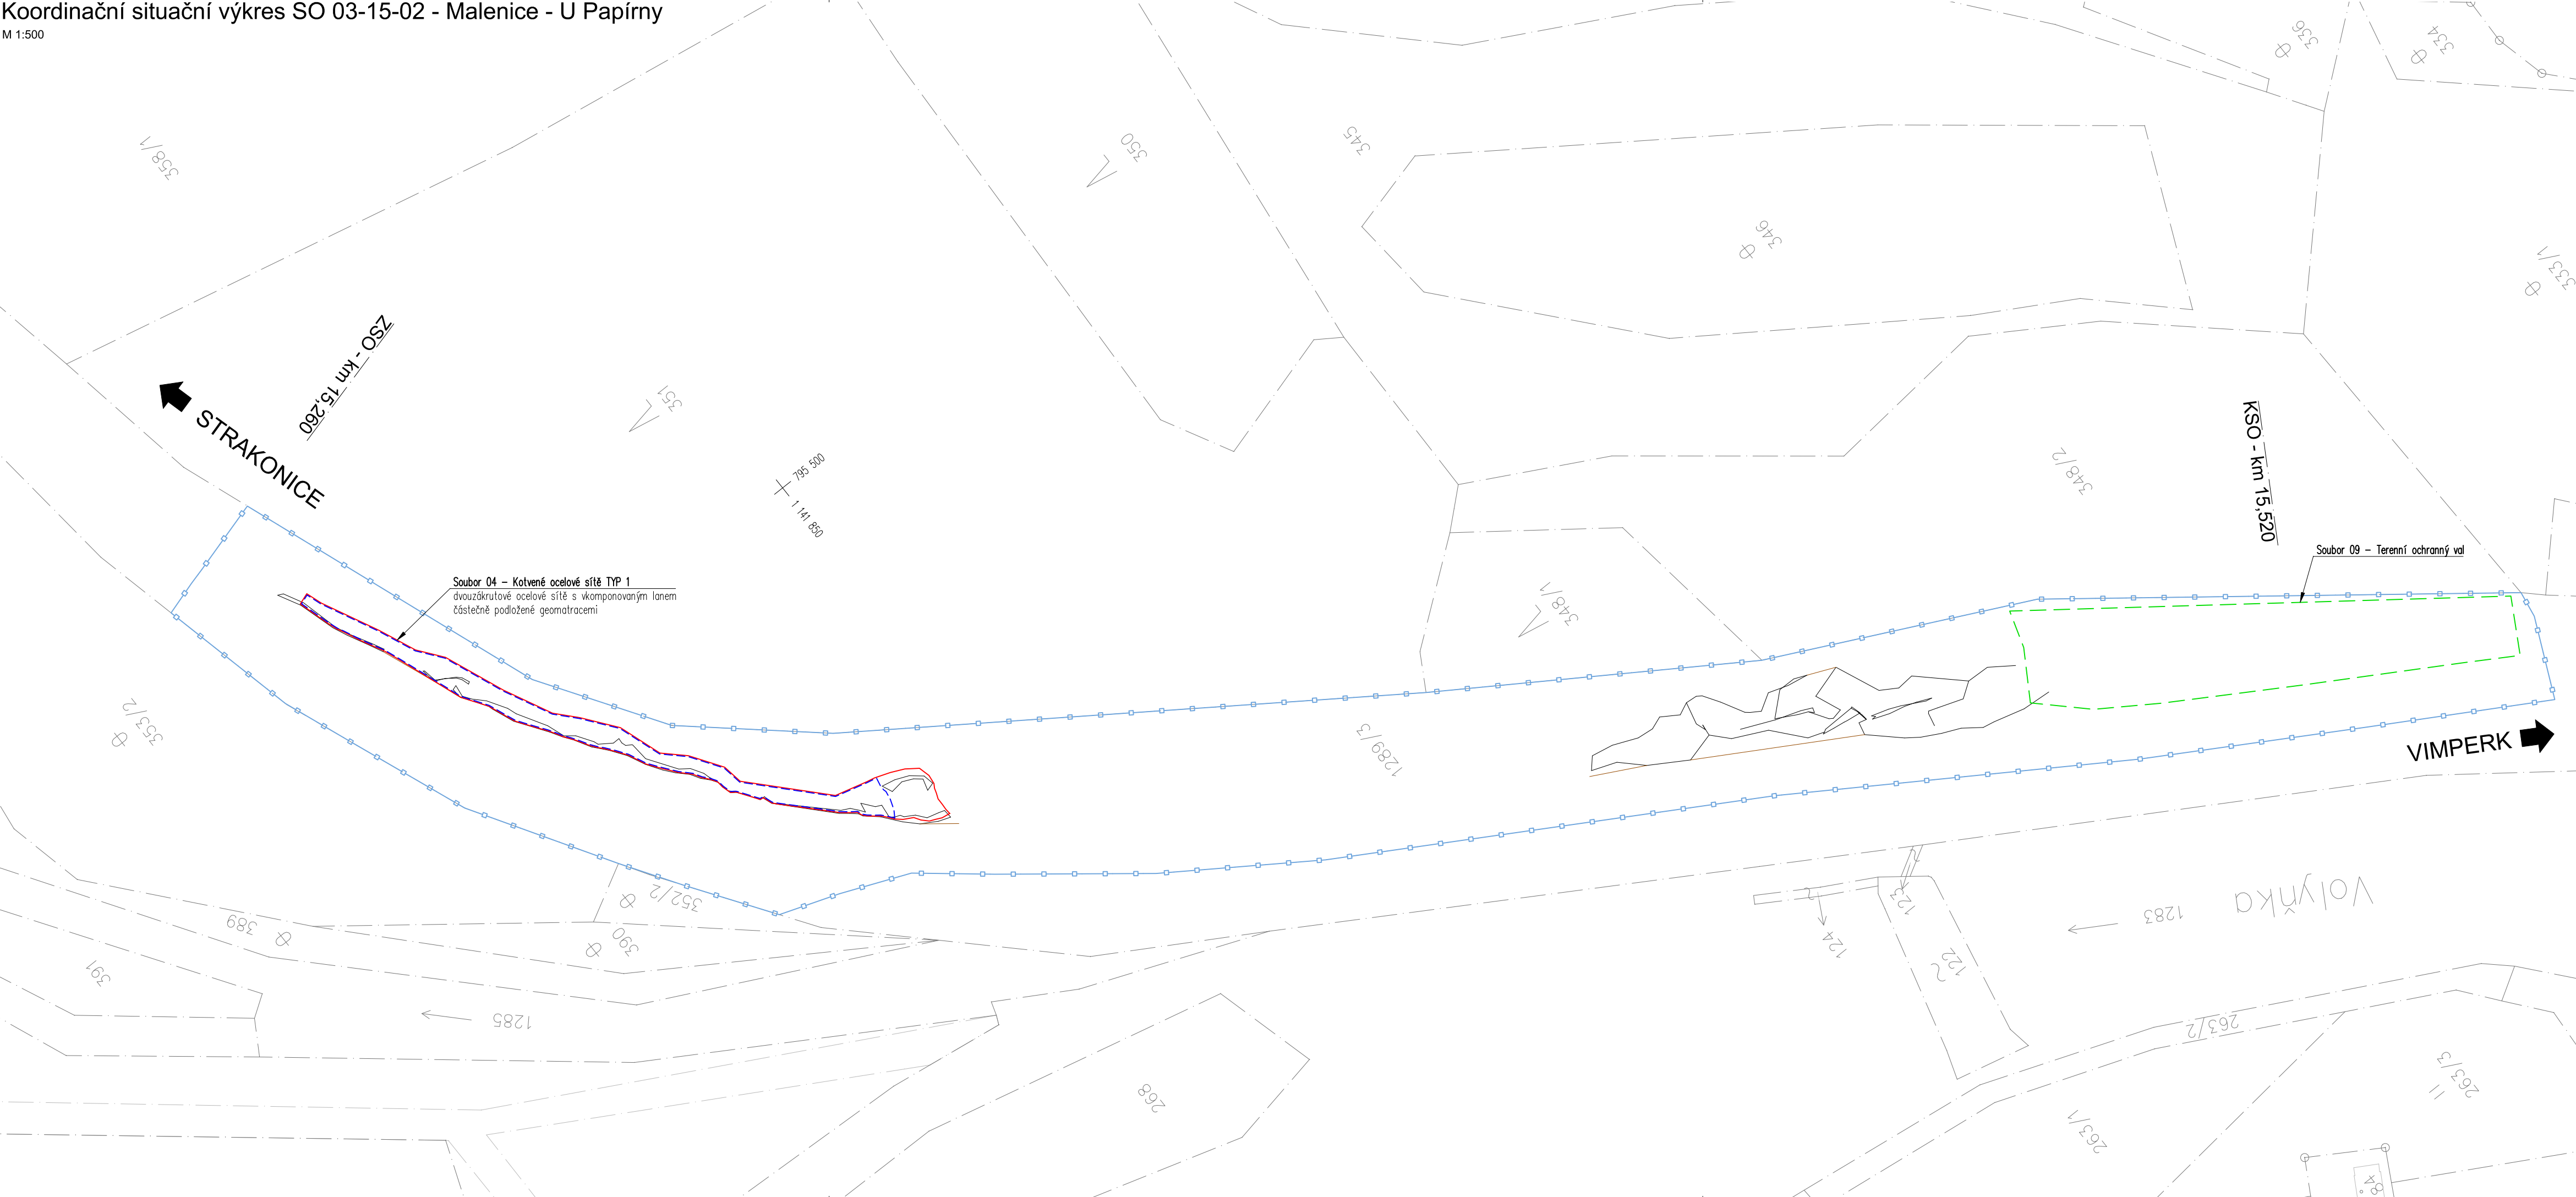 Koordinační situační výkres SO 03-15-02 - Malenice - U Papírny
M 1:500
336
334
358/1
350
345
346
333/1
ZSO - km 15,260
351
STRAKONICE
795 500
1 141 850
KSO - km 15,520
348/2
Soubor 09 - Terenní ochranný val
Soubor 04 - Kotvené ocelové sítě TYP 1
dvouzákrutové ocelové sítě s vkomponovaným lanem
částečně podložené geomatracemi
348/1
353/2
1289/3
VIMPERK
352/2
389
390
391
123
124
122
1283
Volyňka
1285
263/2
263/3
268
263/1
84